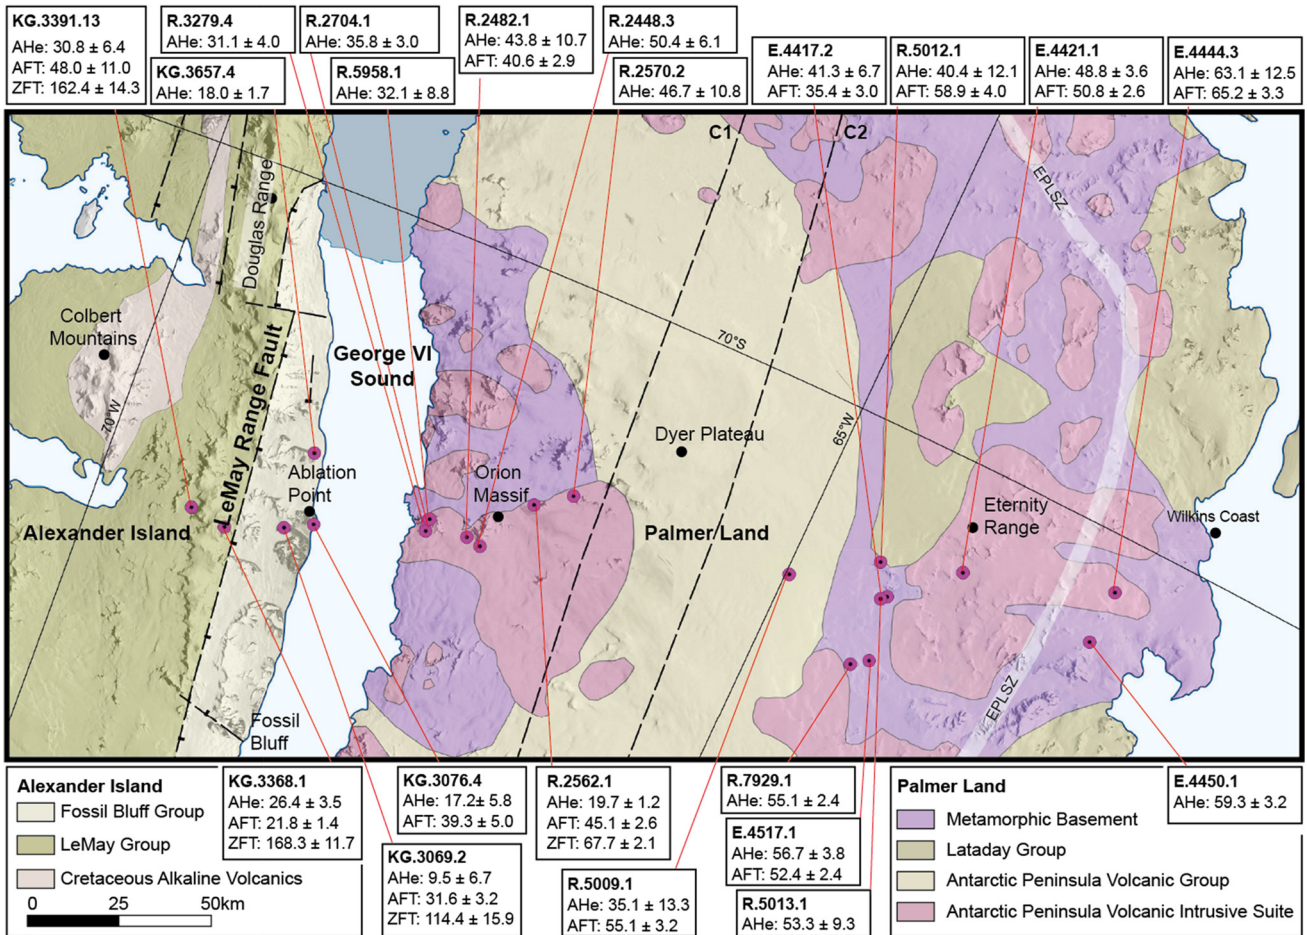 KG.3391.13
AHe: 30.8 ± 6.4
AFT: 48.0 ± 11.0
ZFT: 162.4 ± 14.3
R.3279.4
AHe: 31.1 ± 4.0
KG.3657.4
AHe: 18.0 ± 1.7
R.2704.1
AHe: 35.8 ± 3.0
R.5958.1
AHe: 32.1 ± 8.8
R.2482.1
AHe: 43.8 ± 10.7
AFT: 40.6 ± 2.9
R.2448.3
AHe: 50.4 ± 6.1
R.2570.2
AHe: 46.7 ± 10.8
E.4417.2
AHe: 41.3 ± 6.7
AFT: 35.4 ± 3.0
R.5012.1
AHe: 40.4 ± 12.1
AFT: 58.9 ± 4.0
E.4421.1
AHe: 48.8 ± 3.6
AFT: 50.8 ± 2.6
E.4444.3
AHe: 63.1 ± 12.5
AFT: 65.2 ± 3.3
C1
C2
EPLSZ
Douglas Range
Colbert
Mountains
70°W
LeMay Range Fault
George VI
Sound
70°S
65°W
Dyer Plateau
Ablation
Point
Orion
Massif
Alexander Island
Palmer Land
Eternity
Range
Wilkins Coast
EPLSZ
Fossil
Bluff
Alexander Island
Fossil Bluff Group
LeMay Group
Cretaceous Alkaline Volcanics
0 25 50km
KG.3368.1
AHe: 26.4 ± 3.5
AFT: 21.8 ± 1.4
ZFT: 168.3 ± 11.7
KG.3076.4
AHe: 17.2± 5.8
AFT: 39.3 ± 5.0
KG.3069.2
AHe: 9.5 ± 6.7
AFT: 31.6 ± 3.2
ZFT: 114.4 ± 15.9
R.2562.1
AHe: 19.7 ± 1.2
AFT: 45.1 ± 2.6
ZFT: 67.7 ± 2.1
R.5009.1
AHe: 35.1 ± 13.3
AFT: 55.1 ± 3.2
R.7929.1
AHe: 55.1 ± 2.4
E.4517.1
AHe: 56.7 ± 3.8
AFT: 52.4 ± 2.4
R.5013.1
AHe: 53.3 ± 9.3
Palmer Land
Metamorphic Basement
Lataday Group
Antarctic Peninsula Volcanic Group
Antarctic Peninsula Volcanic Intrusive Suite
E.4450.1
AHe: 59.3 ± 3.2